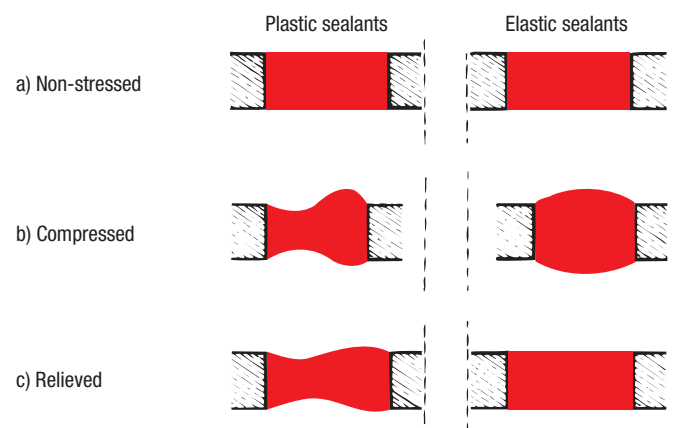 Plastic sealants
Elastic sealants
a) Non-stressed
b) Compressed
c) Relieved